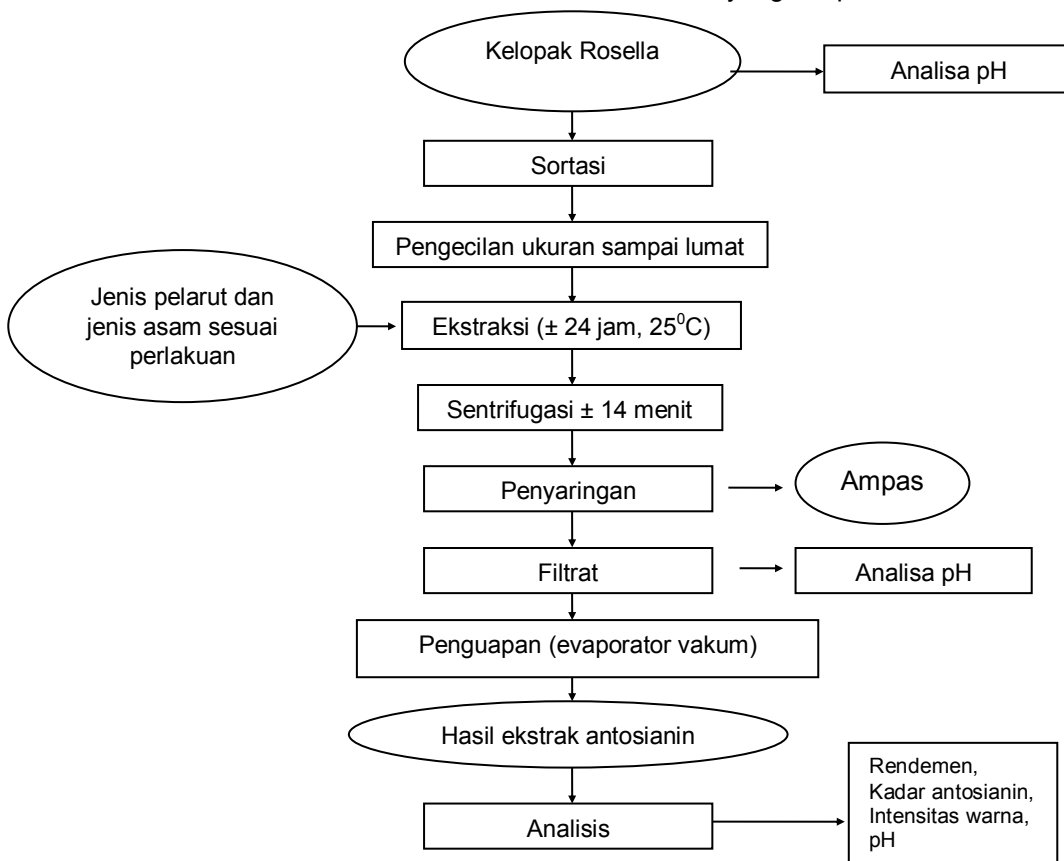 Kelopak Rosella
Analisa pH
Sortasi
Pengecilan ukuran sampai lumat
Jenis pelarut dan
jenis asam sesuai
perlakuan
Ekstraksi (± 24 jam, 25⁰C)
Sentrifugasi ± 14 menit
Penyaringan
Ampas
Filtrat
Analisa pH
Penguapan (evaporator vakum)
Hasil ekstrak antosianin
Analisis
Rendemen,
Kadar antosianin,
Intensitas warna,
pH